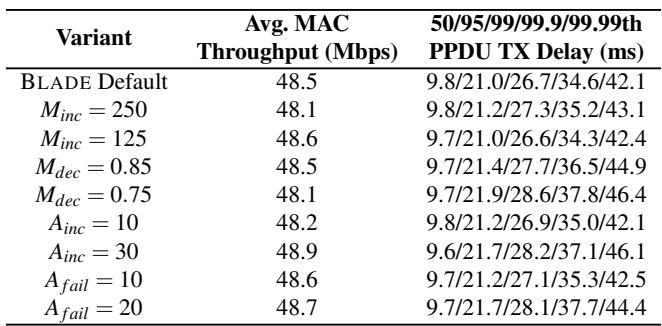 Variant Avg. MAC Throughput (Mbps) 50/95/99/99.9/99.99th PPDU TX Delay (ms)
BLADE Default 48.5 9.8/21.0/26.7/34.6/42.1
M_inc = 250 48.1 9.8/21.2/27.3/35.2/43.1
M_inc = 125 48.6 9.7/21.0/26.6/34.3/42.4
M_dec = 0.85 48.5 9.7/21.4/27.7/36.5/44.9
M_dec = 0.75 48.1 9.7/21.9/28.6/37.8/46.4
A_inc = 10 48.2 9.8/21.2/26.9/35.0/42.1
A_inc = 30 48.9 9.6/21.7/28.2/37.1/46.1
A_fail = 10 48.6 9.7/21.2/27.1/35.3/42.5
A_fail = 20 48.7 9.7/21.7/28.1/37.7/44.4